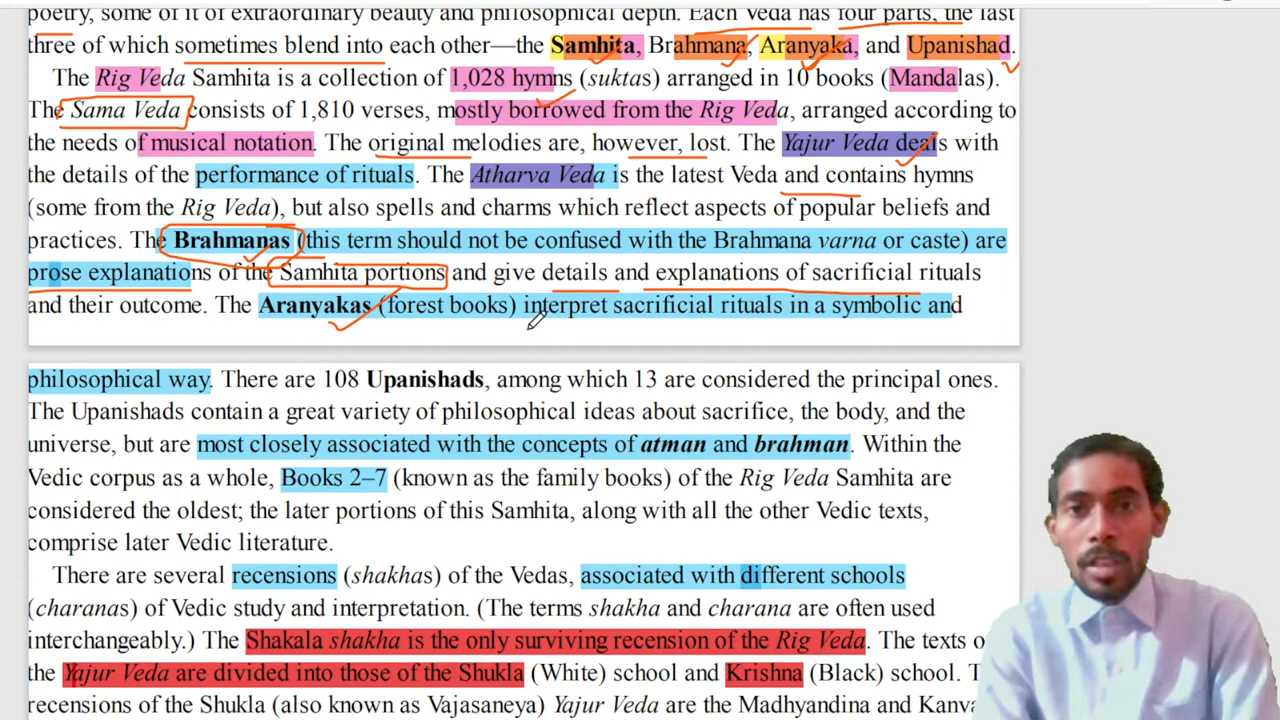 poetry, some of it of extraordinary beauty and philosophical depth. Each Veda has four parts, the last
three of which sometimes blend into each other—the Samhita, Brahmana, Aranyaka, and Upanishad.
The Rig Veda Samhita is a collection of 1,028 hymns (suktas) arranged in 10 books (Mandalas).
The Sama Veda consists of 1,810 verses, mostly borrowed from the Rig Veda, arranged according to
the needs of musical notation. The original melodies are, however, lost. The Yajur Veda deals with
the details of the performance of rituals. The Atharva Veda is the latest Veda and contains hymns
(some from the Rig Veda), but also spells and charms which reflect aspects of popular beliefs and
practices. The Brahmanas (this term should not be confused with the Brahmana varna or caste) are
prose explanations of the Samhita portions and give details and explanations of sacrificial rituals
and their outcome. The Aranyakas (forest books) interpret sacrificial rituals in a symbolic and
philosophical way. There are 108 Upanishads, among which 13 are considered the principal ones.
The Upanishads contain a great variety of philosophical ideas about sacrifice, the body, and the
universe, but are most closely associated with the concepts of atman and brahman. Within the
Vedic corpus as a whole, Books 2–7 (known as the family books) of the Rig Veda Samhita are
considered the oldest; the later portions of this Samhita, along with all the other Vedic texts,
comprise later Vedic literature.
There are several recensions (shakhas) of the Vedas, associated with different schools
(charanas) of Vedic study and interpretation. (The terms shakha and charana are often used
interchangeably.) The Shakala shakha is the only surviving recension of the Rig Veda. The texts o
the Yajur Veda are divided into those of the Shukla (White) school and Krishna (Black) school. T
recensions of the Shukla (also known as Vajasaneya) Yajur Veda are the Madhyandina and Kanva